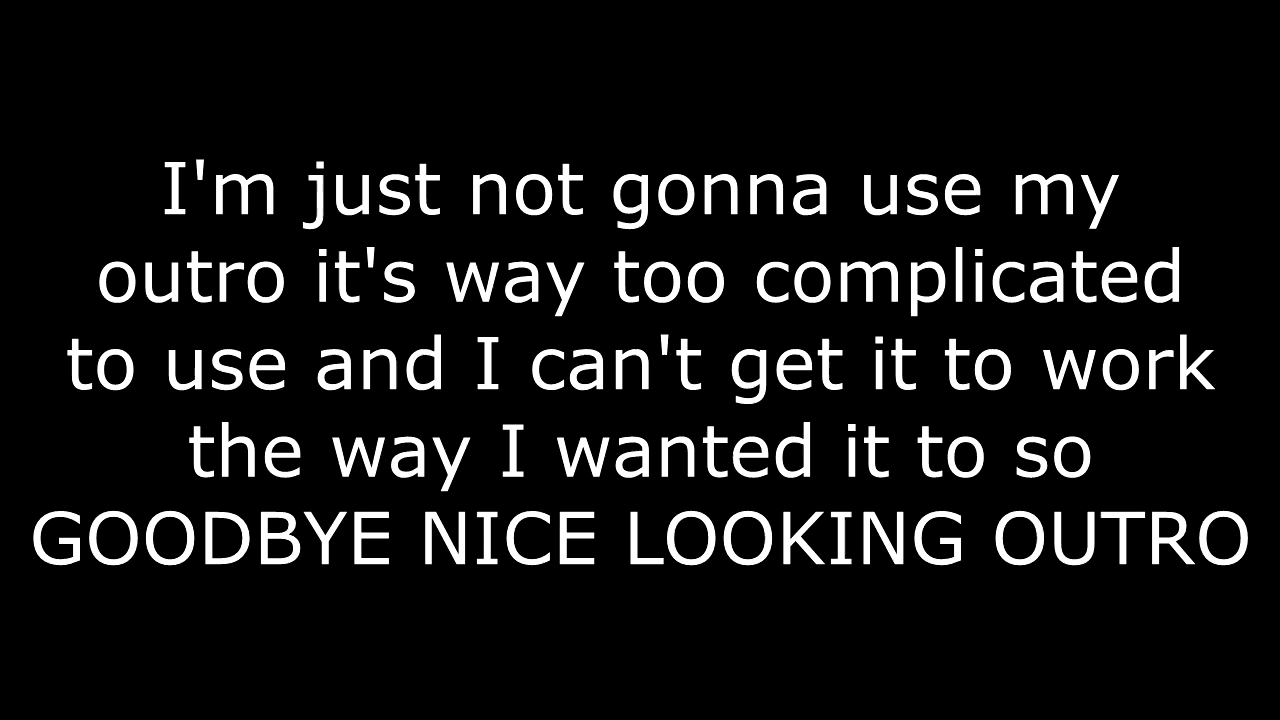 I'm just not gonna use my
outro it's way too complicated
to use and I can't get it to work
the way I wanted it to so
GOODBYE NICE LOOKING OUTRO